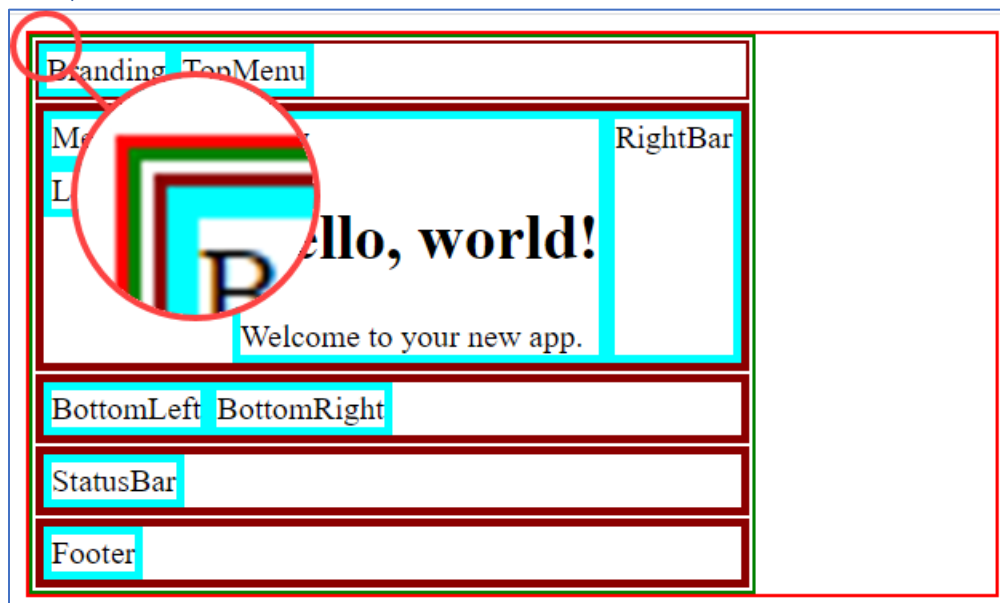 Branding TopMenu
RightBar
B
ello, world!
Welcome to your new app.
BottomLeft BottomRight
StatusBar
Footer